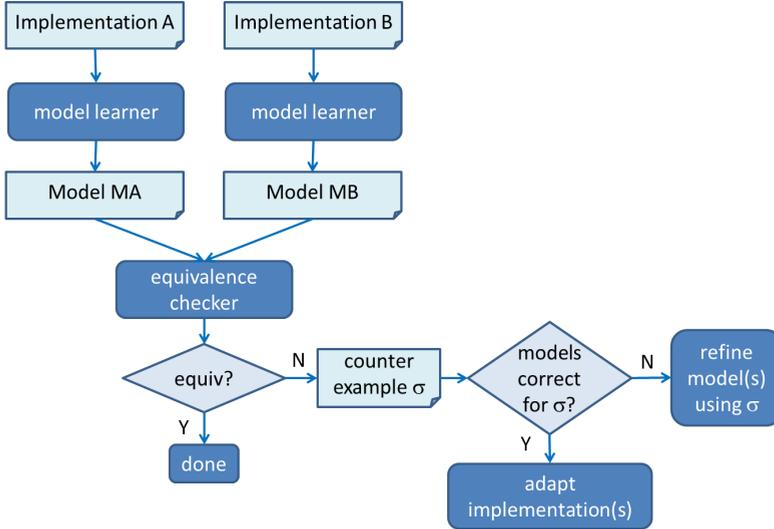 Implementation A
Implementation B
model learner
model learner
Model MA
Model MB
equivalence
checker
equiv?
N
Y
done
counter
example σ
models
correct
for σ?
N
Y
refine
model(s)
using σ
adapt
implementation(s)